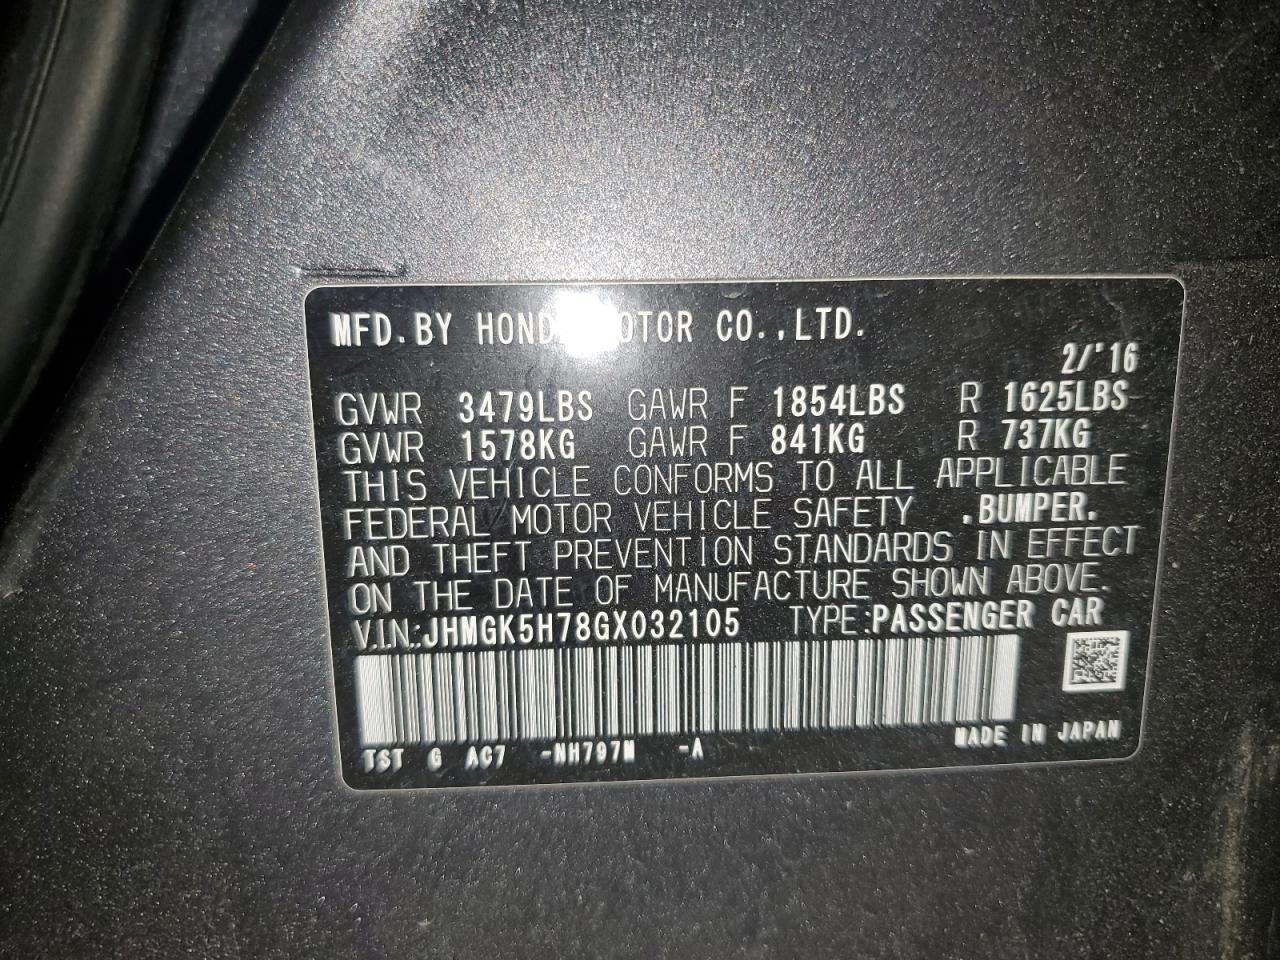 MFD.BY HONDA MOTOR CO.,LTD.
2/'16
GVWR 3479LBS GAWR F 1854LBS R 1625LBS
GVWR 1578KG GAWR F 841KG R 737KG
THIS VEHICLE CONFORMS TO ALL APPLICABLE
FEDERAL MOTOR VEHICLE SAFETY ,BUMPER,
AND THEFT PREVENTION STANDARDS IN EFFECT
ON THE DATE OF MANUFACTURE SHOWN ABOVE.
V.I.N.:JHMGK5H78GX032105 TYPE:PASSENGER CAR
TST G AC7 -NH797M -A
MADE IN JAPAN